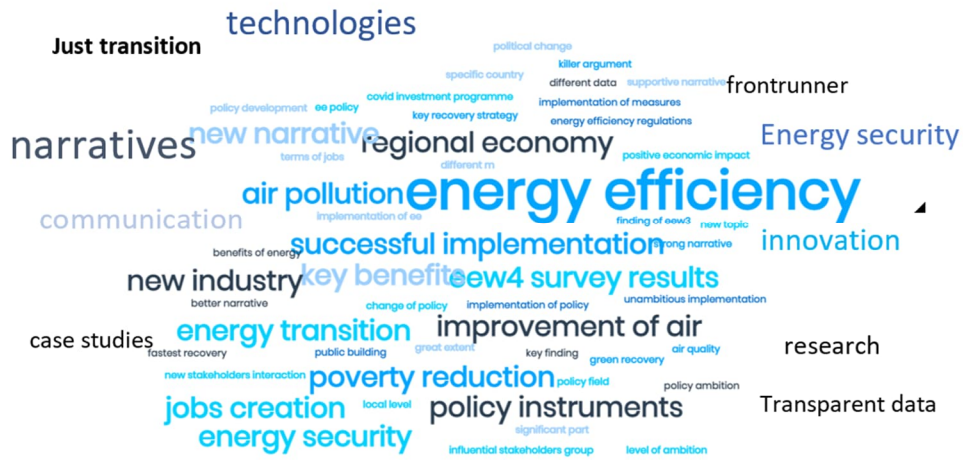 technologies
Just transition
political change
killer argument
specific country
different data
supportive narrative
frontrunner
covid investment programme
implementation of measures
policy development
ee policy
key recovery strategy
energy efficiency regulations
narratives
new narrative
regional economy
Energy security
terms of jobs
positive economic impact
different m
air pollution
energy efficiency
communication
implementation of ee
finding of eew3
new topic
successful implementation
strong narrative
innovation
benefits of energy
new industry
key benefits
eew4 survey results
better narrative
change of policy
implementation of policy
unambitious implementation
energy transition
improvement of air
case studies
fastest recovery
public building
great extent
key finding
air quality
green recovery
research
new stakeholders interaction
poverty reduction
policy field
policy ambition
jobs creation
local level
policy instruments
Transparent data
energy security
significant part
influential stakeholders group
level of ambition